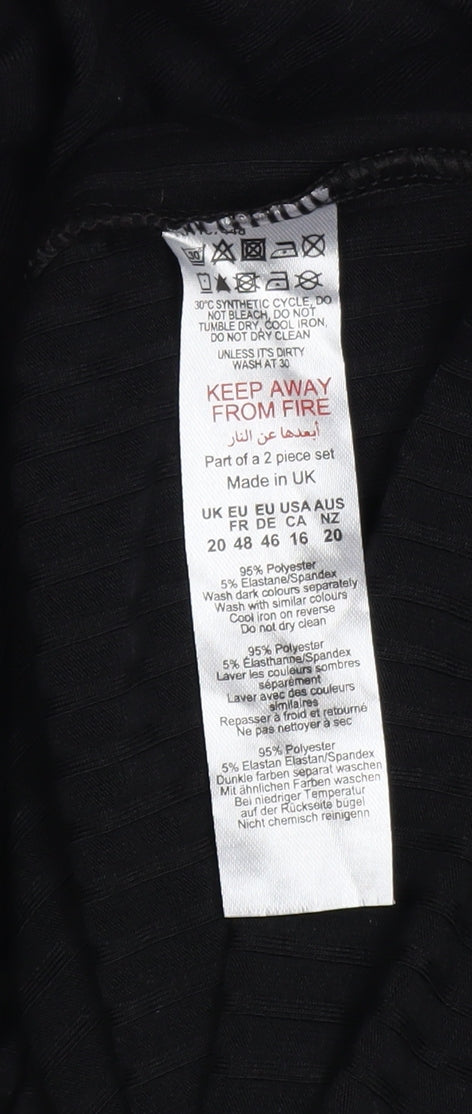 30
30°C SYNTHETIC CYCLE, DO
NOT BLEACH, DO NOT
TUMBLE DRY, COOL IRON,
DO NOT DRY CLEAN
UNLESS IT'S DIRTY
WASH AT 30
KEEP AWAY
FROM FIRE
أبعدها عن النار
Part of a 2 piece set
Made in UK
UK EU EU USA AUS
FR DE CA NZ
20 48 46 16 20
95% Polyester
5% Elastane/Spandex
Wash dark colours separately
Wash with similar colours
Cool iron on reverse
Do not dry clean
95% Polyester
5% Élasthanne/Spandex
Laver les couleurs sombres
séparément
Laver avec des couleurs
similaires
Repasser à froid et retourné
Ne pas nettoyer à sec
95% Polyester
5% Elastan Elastan/Spandex
Dunkle farben separat waschen
Mit ähnlichen Farben waschen
Bei niedriger Temperatur
auf der Rückseite bügel
Nicht chemisch reinigenn